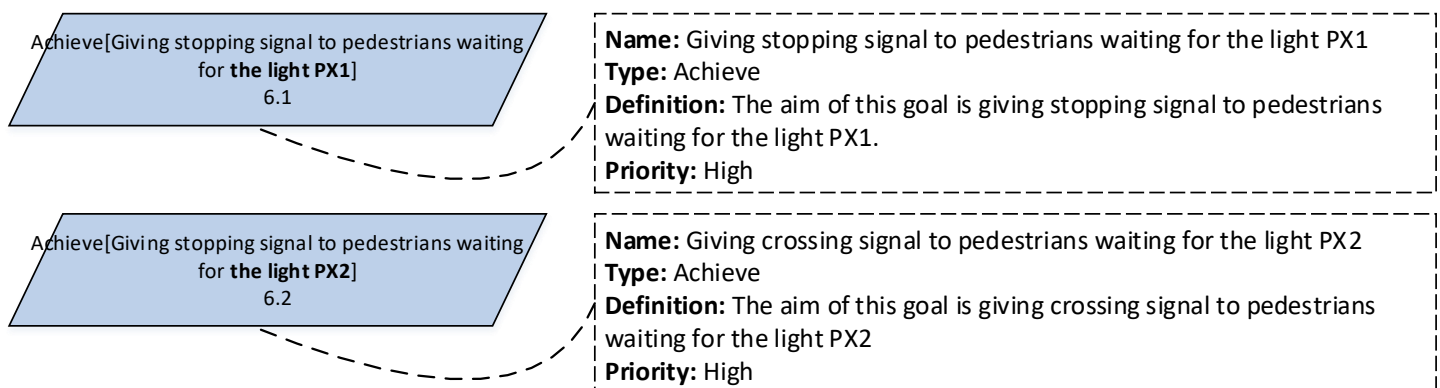 Achieve[Giving stopping signal to pedestrians waiting
for the light PX1]
6.1
Name: Giving stopping signal to pedestrians waiting for the light PX1
Type: Achieve
Definition: The aim of this goal is giving stopping signal to pedestrians
waiting for the light PX1.
Priority: High
Achieve[Giving stopping signal to pedestrians waiting
for the light PX2]
6.2
Name: Giving crossing signal to pedestrians waiting for the light PX2
Type: Achieve
Definition: The aim of this goal is giving crossing signal to pedestrians
waiting for the light PX2
Priority: High